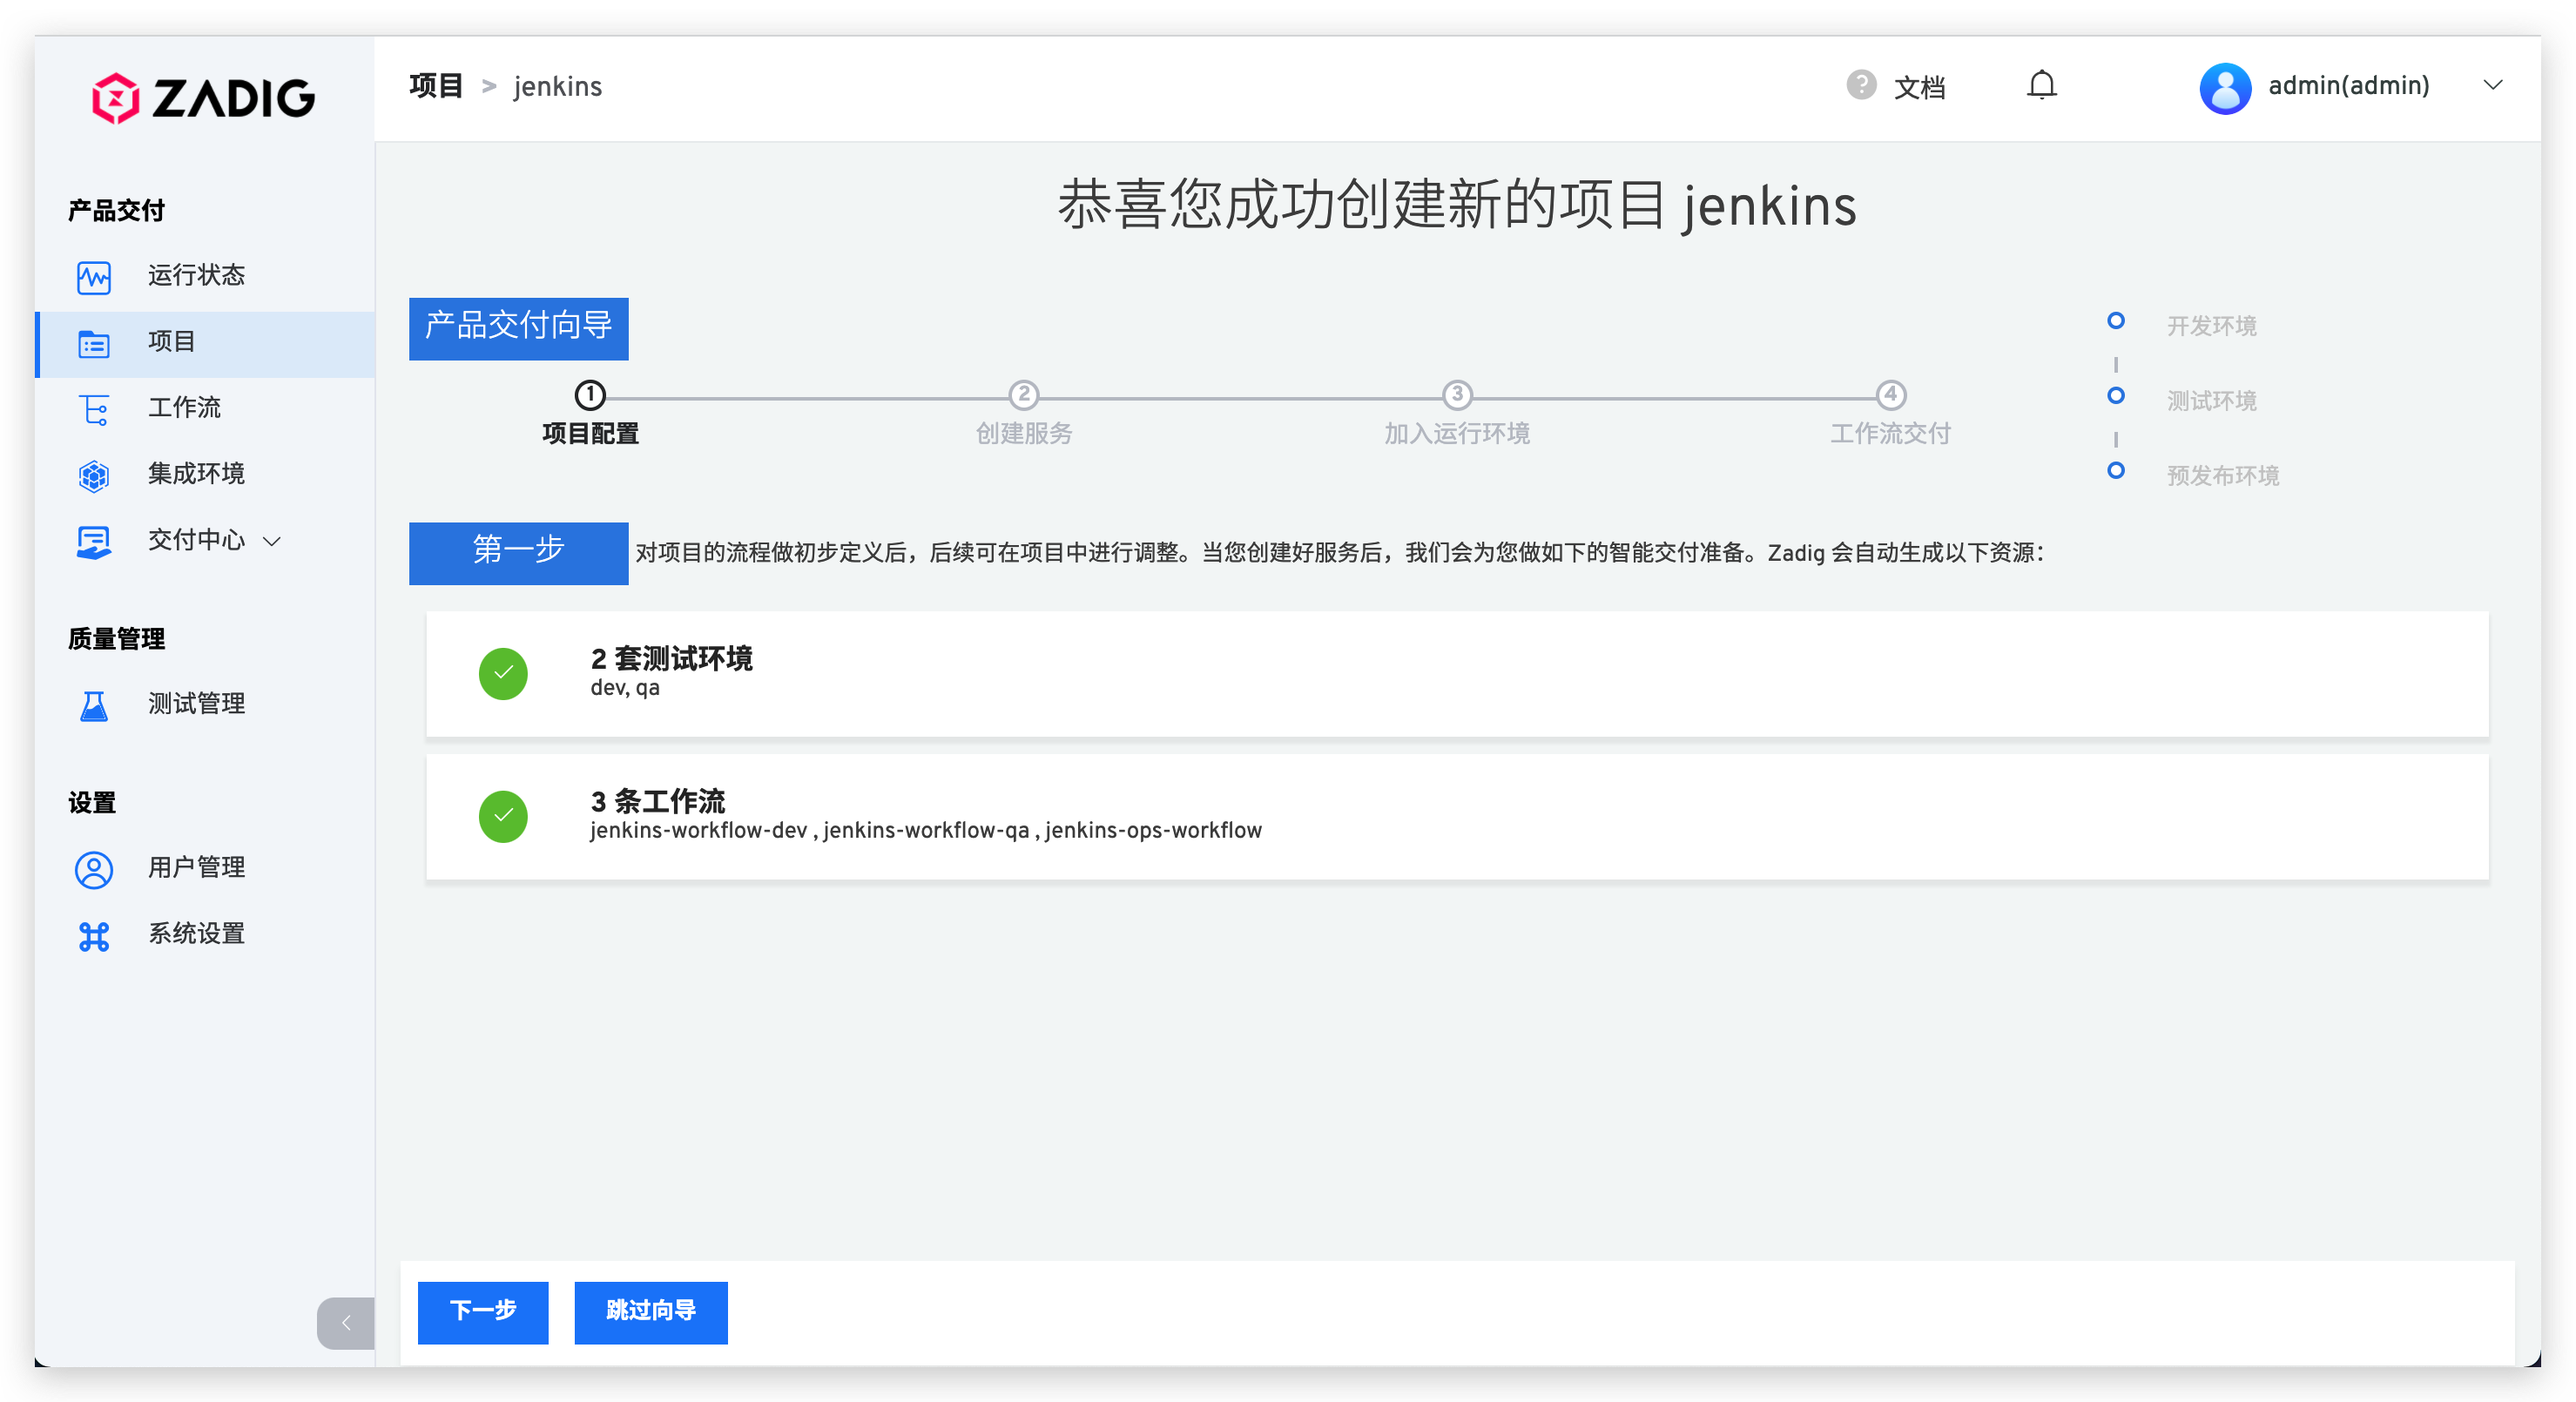 ZADIG
项目 > jenkins
? 文档
admin(admin)
产品交付
运行状态
项目
工作流
集成环境
交付中心
质量管理
测试管理
设置
用户管理
系统设置
恭喜您成功创建新的项目 jenkins
产品交付向导
1
项目配置
2
创建服务
3
加入运行环境
4
工作流交付
开发环境
测试环境
预发布环境
第一步
对项目的流程做初步定义后，后续可在项目中进行调整。当您创建好服务后，我们会为您做如下的智能交付准备。Zadig 会自动生成以下资源：
2 套测试环境
dev, qa
3 条工作流
jenkins-workflow-dev , jenkins-workflow-qa , jenkins-ops-workflow
下一步
跳过向导